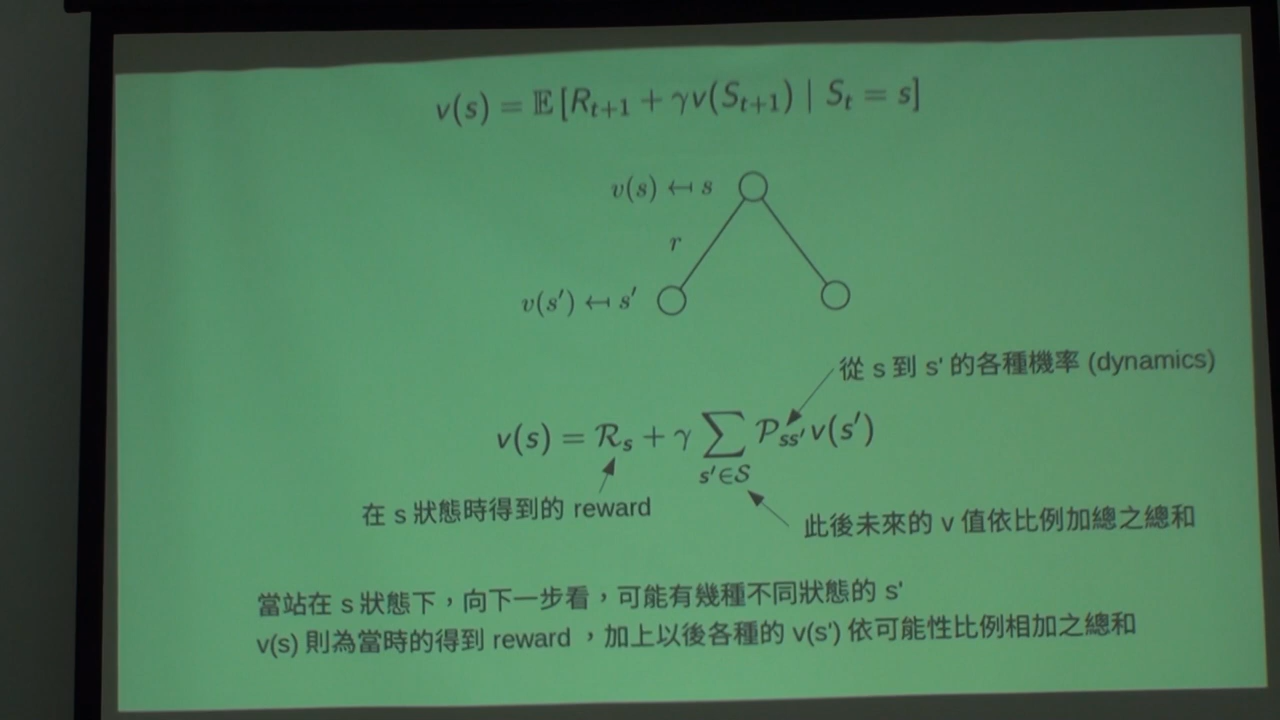 v(s) = 𝔼 [R_{t+1} + γv(S_{t+1}) | S_t = s]
v(s) ↤ s
r
v(s′) ↤ s′
從 s 到 s' 的各種機率 (dynamics)
v(s) = ℛ_s + γ ∑_{s′∈𝒮} 𝒫_{ss′} v(s′)
在 s 狀態時得到的 reward
此後未來的 v 值依比例加總之總和
當站在 s 狀態下，向下一步看，可能有幾種不同狀態的 s'
v(s) 則為當時的得到 reward ，加上以後各種的 v(s') 依可能性比例相加之總和